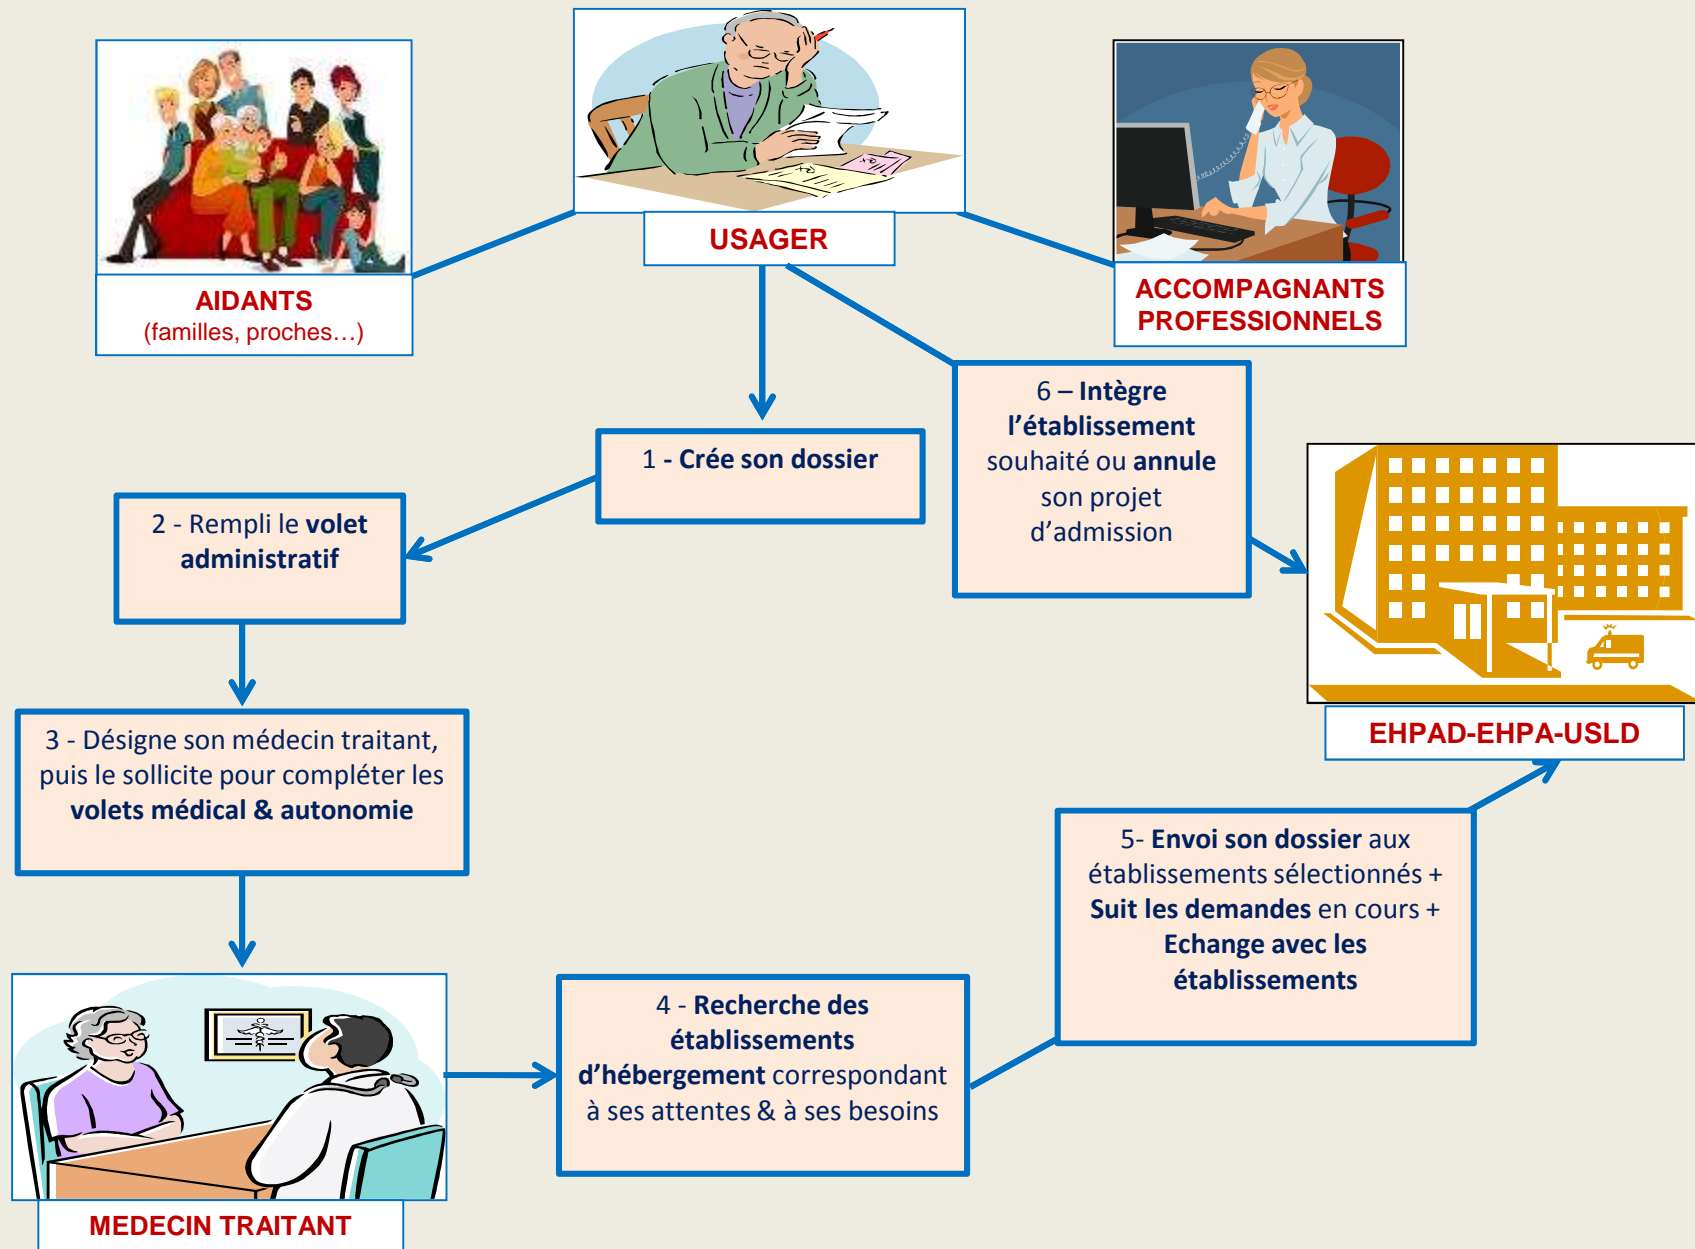 USAGER
AIDANTS
(familles, proches…)
ACCOMPAGNANTS
PROFESSIONNELS
1 - Crée son dossier
6 – Intègre
l’établissement
souhaité ou annule
son projet
d’admission
2 - Rempli le volet
administratif
3 - Désigne son médecin traitant,
puis le sollicite pour compléter les
volets médical & autonomie
EHPAD-EHPA-USLD
5- Envoi son dossier aux
établissements sélectionnés +
Suit les demandes en cours +
Echange avec les
établissements
4 - Recherche des
établissements
d’hébergement correspondant
à ses attentes & à ses besoins
MEDECIN TRAITANT